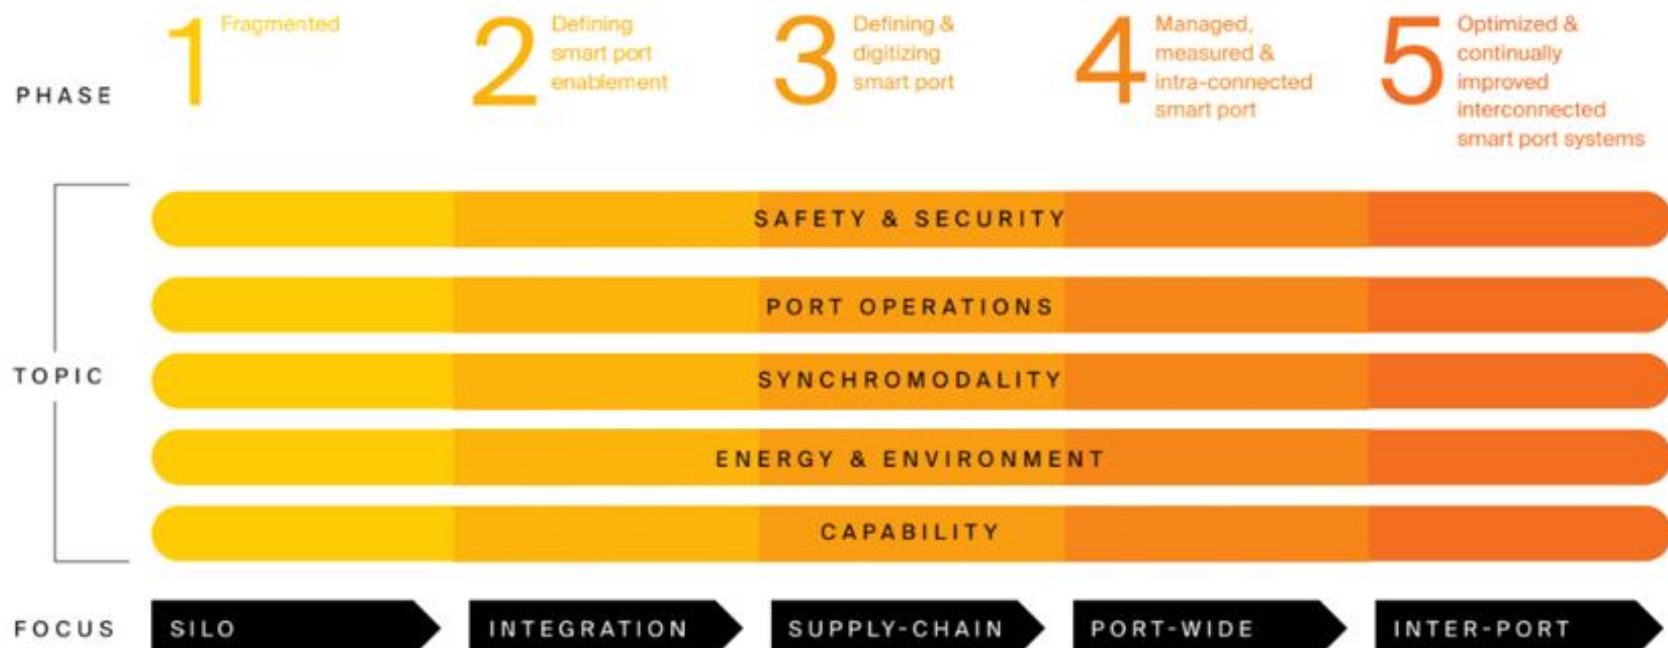 PHASE
1
Fragmented
2
Defining
smart port
enablement
3
Defining &
digitizing
smart port
4
Managed,
measured &
intra-connected
smart port
5
Optimized &
continually
improved
interconnected
smart port systems
TOPIC
SAFETY & SECURITY
PORT OPERATIONS
SYNCHROMODALITY
ENERGY & ENVIRONMENT
CAPABILITY
FOCUS
SILO
INTEGRATION
SUPPLY-CHAIN
PORT-WIDE
INTER-PORT